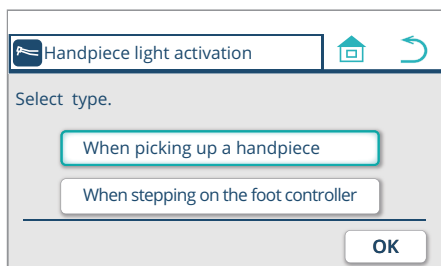 Handpiece light activation
Select type.
When picking up a handpiece
When stepping on the foot controller
OK